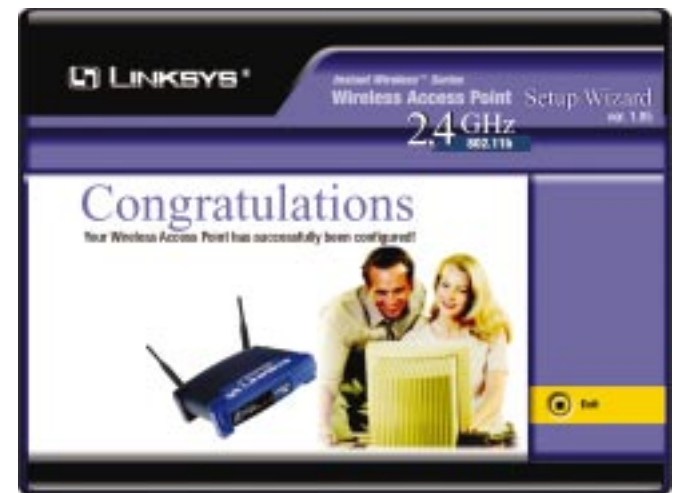 LINKSYS®
Instant Wireless™ Series
Wireless Access Point Setup Wizard
ver. 1.05
2.4 GHz
802.11b
Congratulations
Your Wireless Access Point has successfully been configured!
Exit